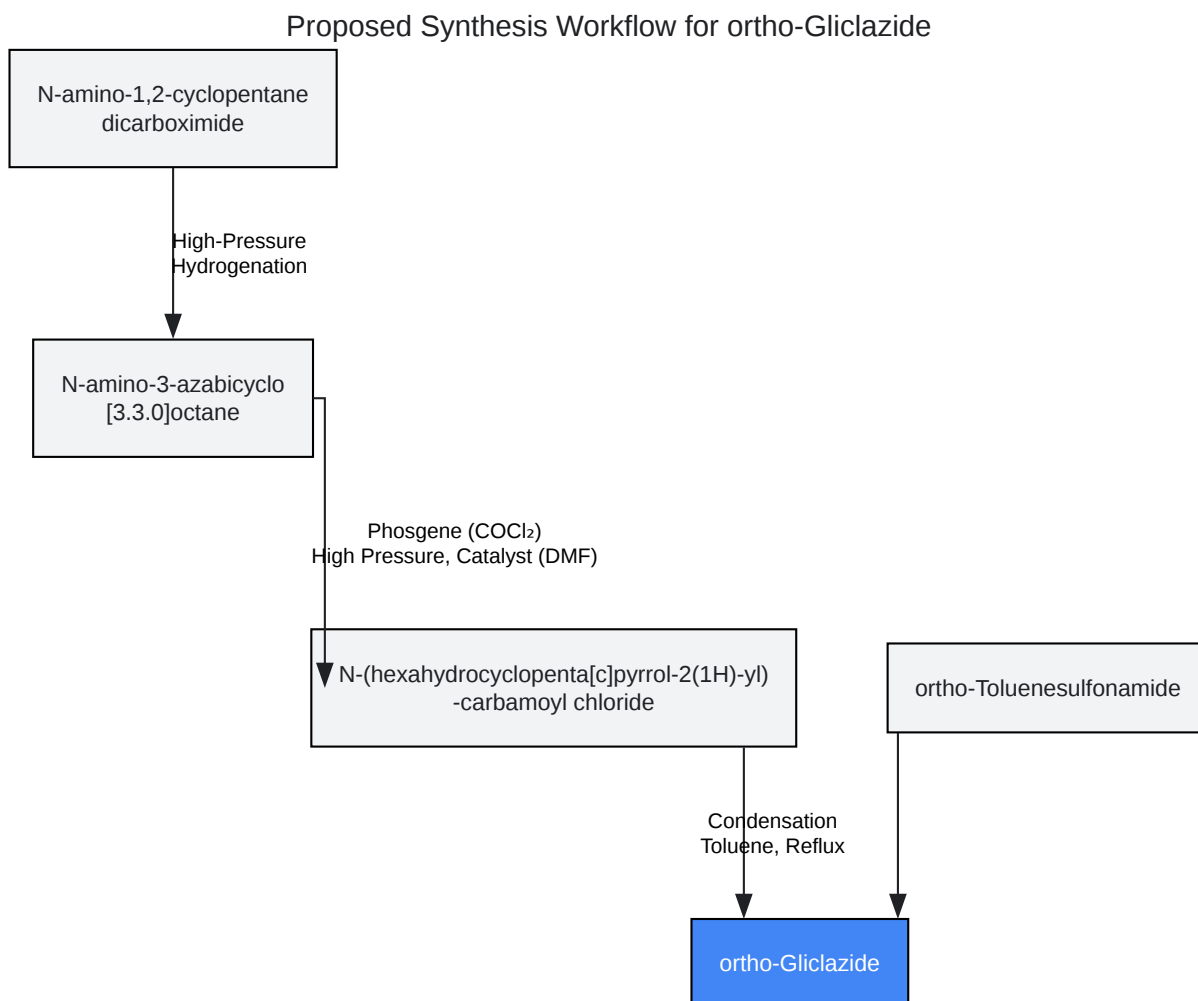 Proposed Synthesis Workflow for ortho-Gliclazide
N-amino-1,2-cyclopentane
dicarboximide
High-Pressure
Hydrogenation
N-amino-3-azabicyclo
[3.3.0]octane
Phosgene (COCl₂)
High Pressure, Catalyst (DMF)
N-(hexahydrocyclopenta[c]pyrrol-2(1H)-yl)
-carbamoyl chloride
ortho-Toluenesulfonamide
Condensation
Toluene, Reflux
ortho-Gliclazide